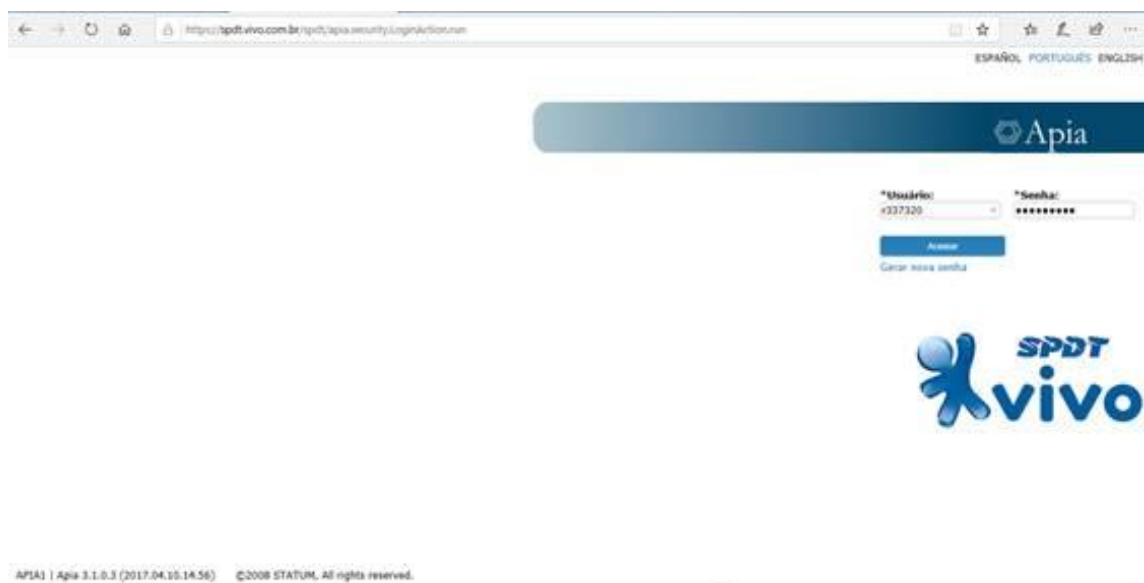 https://spdt.vivo.com.br/spdt/apia.security.LoginAction.run
ESPAÑOL PORTUGUÊS ENGLISH
Apia
*Usuário: *Senha:
337320 •••••••••
Acessar
Gerar nova senha
SPDT
vivo
APIA1 | Apia 3.1.0.3 (2017.04.10.14.56) ©2008 STATUM, All rights reserved.